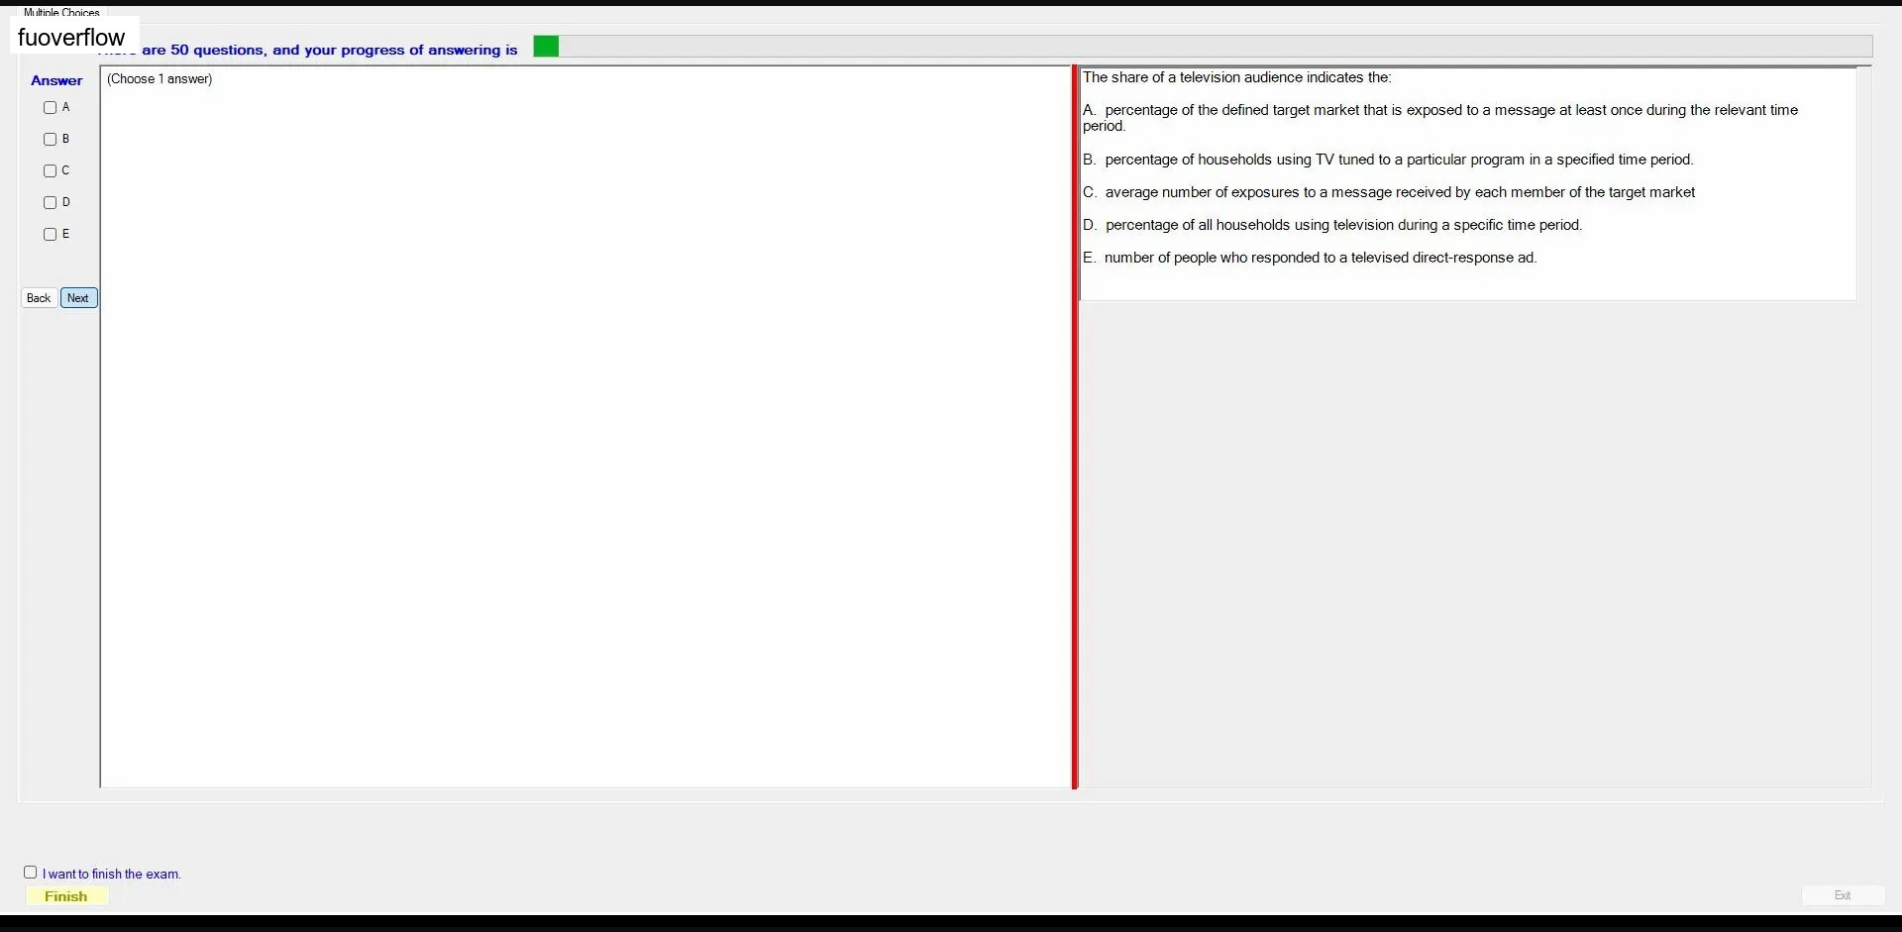 Multiple Choices
fuoverflow
are 50 questions, and your progress of answering is
Answer
(Choose 1 answer)
A
B
C
D
E
Back Next
The share of a television audience indicates the:
A. percentage of the defined target market that is exposed to a message at least once during the relevant time
period.
B. percentage of households using TV tuned to a particular program in a specified time period.
C. average number of exposures to a message received by each member of the target market
D. percentage of all households using television during a specific time period.
E. number of people who responded to a televised direct-response ad.
I want to finish the exam.
Finish
Exit